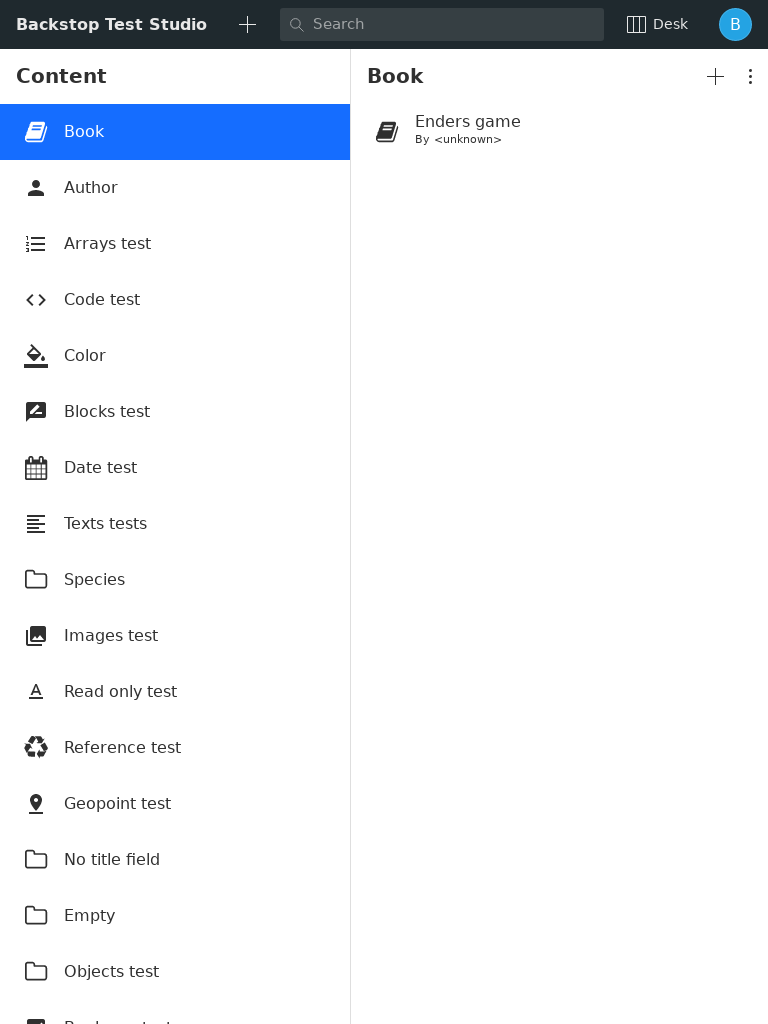 Backstop Test Studio
Search
Desk
B
Content
Book
Author
Arrays test
Code test
Color
Blocks test
Date test
Texts tests
Species
Images test
Read only test
Reference test
Geopoint test
No title field
Empty
Objects test
Book
Enders game
By <unknown>